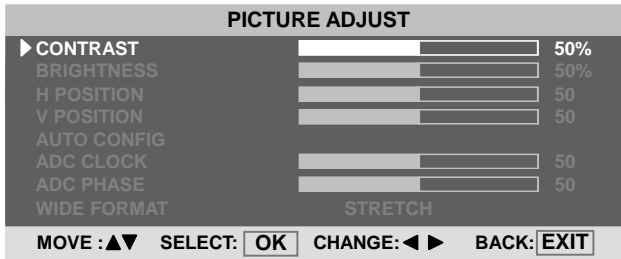 PICTURE ADJUST
CONTRAST 50%
BRIGHTNESS 50%
H POSITION 50
V POSITION 50
AUTO CONFIG
ADC CLOCK 50
ADC PHASE 50
WIDE FORMAT STRETCH
MOVE :▲▼ SELECT: OK CHANGE:◀ ▶ BACK: EXIT